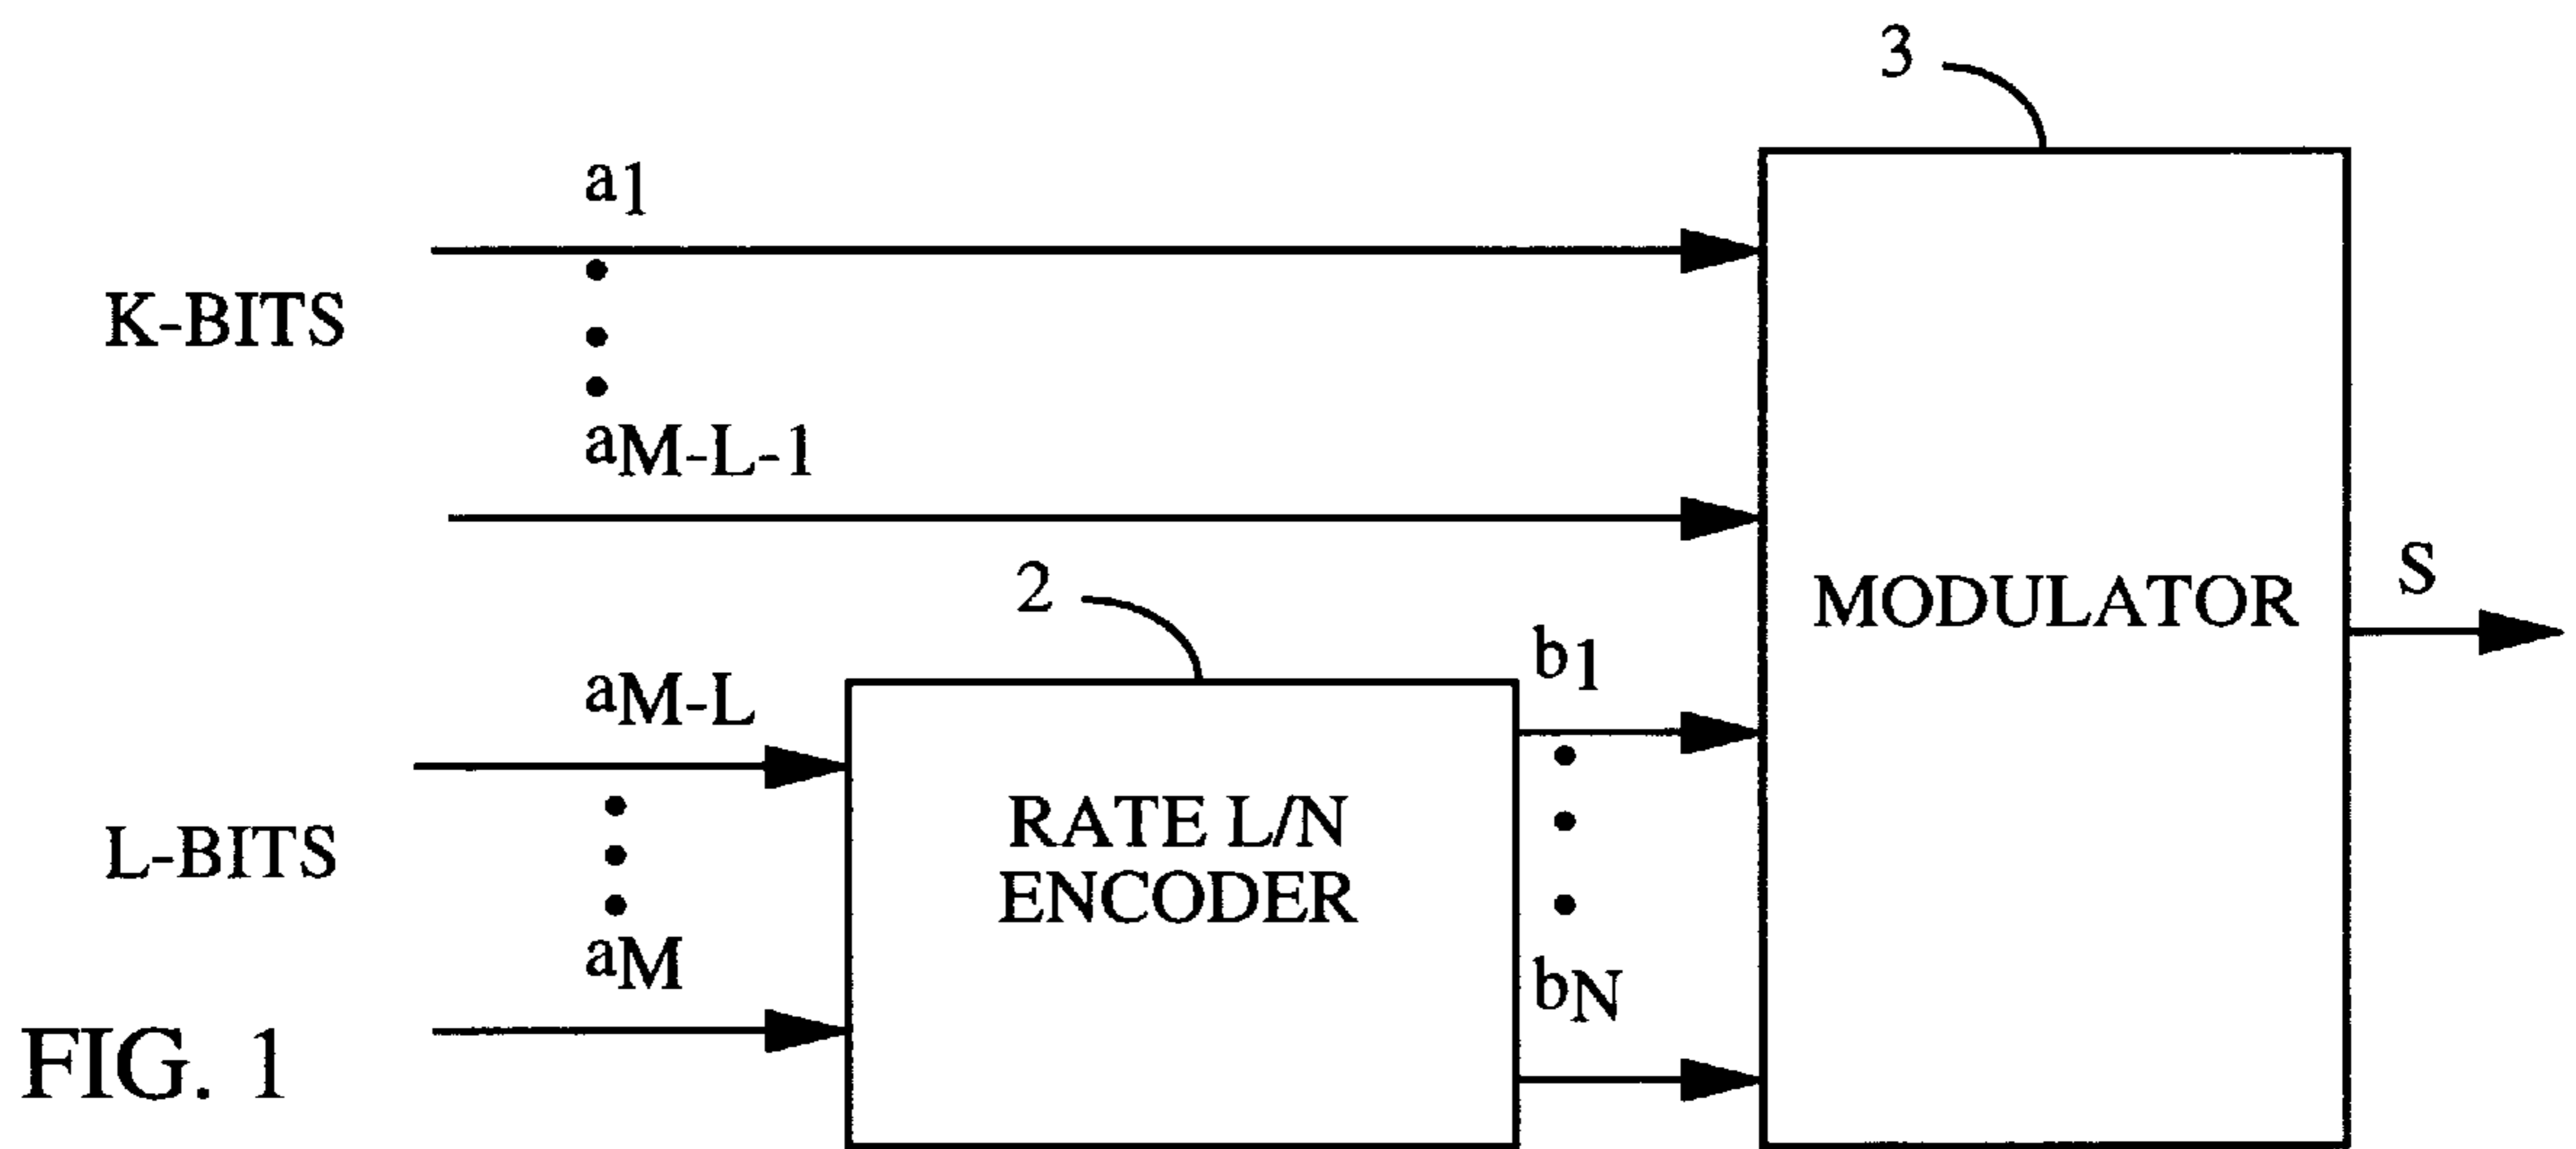 3
a1
K-BITS
aM-L-1
2
MODULATOR
S
aM-L
b1
L-BITS
RATE L/N
ENCODER
aM
bN
FIG. 1